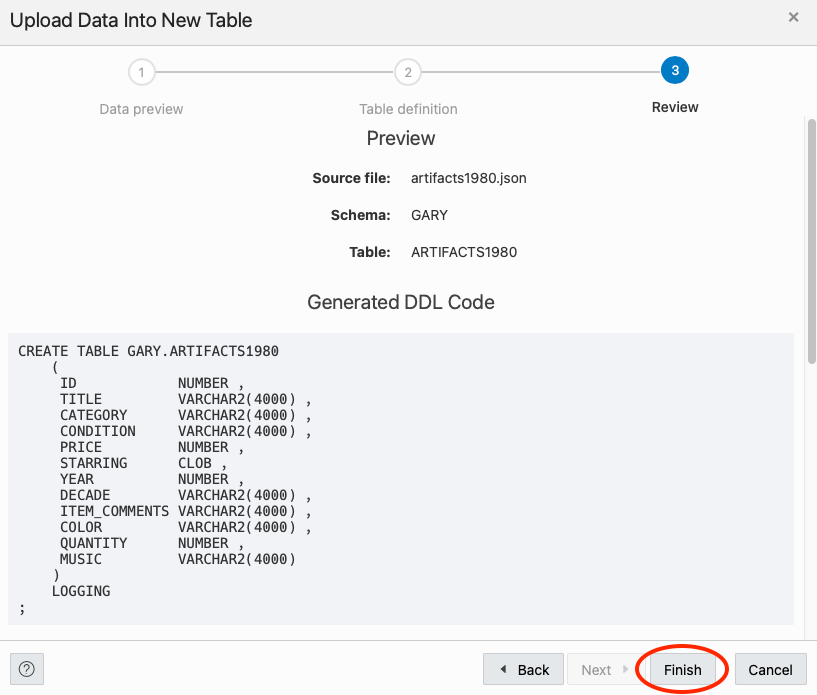 Upload Data Into New Table
×
1
2
3
Data preview
Table definition
Review
Preview
Source file: artifacts1980.json
Schema: GARY
Table: ARTIFACTS1980
Generated DDL Code
CREATE TABLE GARY.ARTIFACTS1980
(
ID NUMBER ,
TITLE VARCHAR2(4000) ,
CATEGORY VARCHAR2(4000) ,
CONDITION VARCHAR2(4000) ,
PRICE NUMBER ,
STARRING CLOB ,
YEAR NUMBER ,
DECADE VARCHAR2(4000) ,
ITEM_COMMENTS VARCHAR2(4000) ,
COLOR VARCHAR2(4000) ,
QUANTITY NUMBER ,
MUSIC VARCHAR2(4000)
)
LOGGING
;
? Back Next Finish Cancel